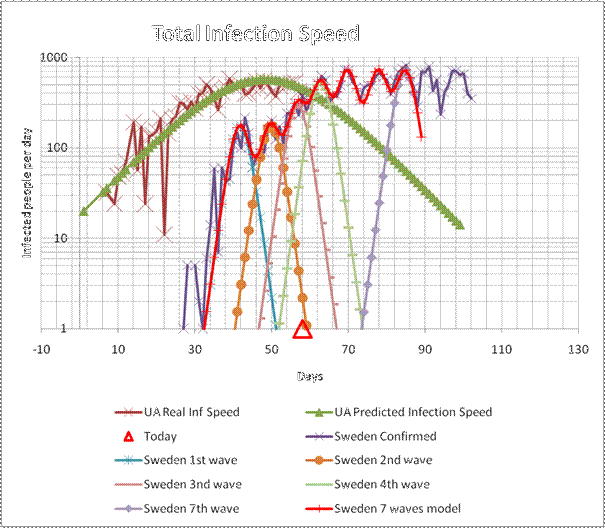 Total Infection Speed
1000
100
10
1
Infected people per day
-10 10 30 50 70 90 110 130
Days
UA Real Inf Speed UA Predicted Infection Speed
Today Sweden Confirmed
Sweden 1st wave Sweden 2nd wave
Sweden 3nd wave Sweden 4th wave
Sweden 7th wave Sweden 7 waves model